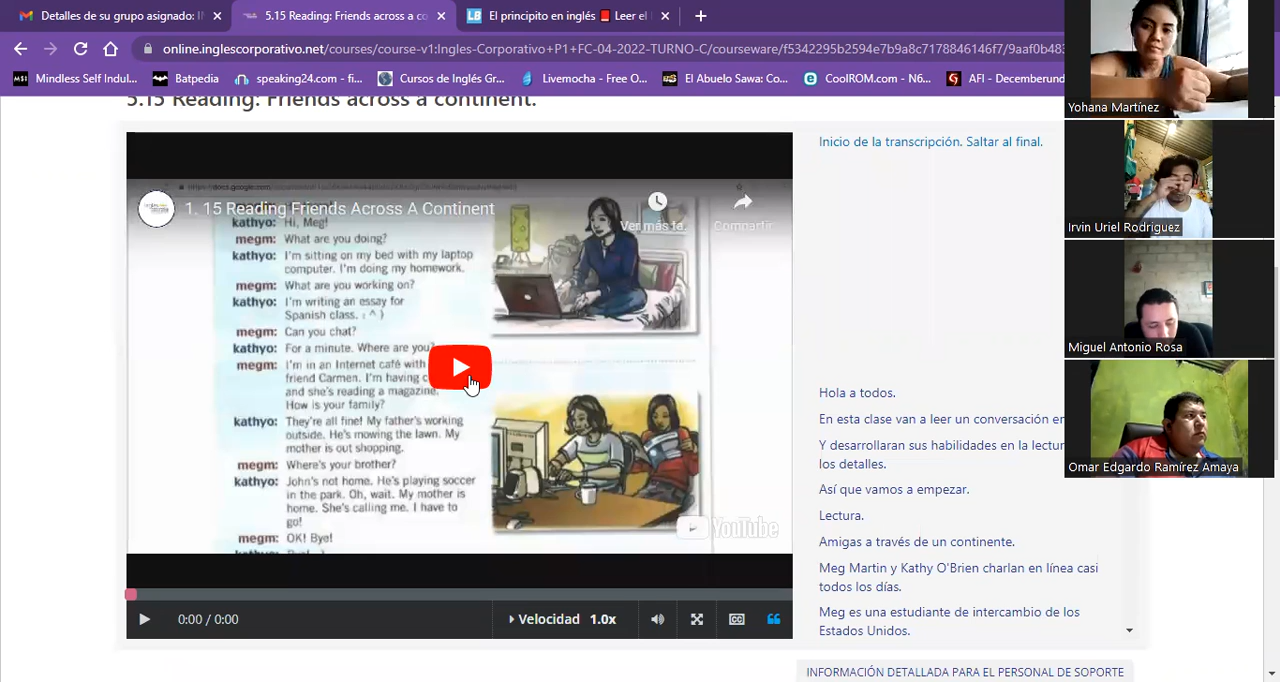 Detalles de su grupo asignado: I
5.15 Reading: Friends across a co
El principito en inglés 📕 Leer el
online.inglescorporativo.net/courses/course-v1:Ingles-Corporativo+P1+FC-04-2022-TURNO-C/courseware/f5342295b2594e7b9a8c7178846146f7/9aaf0b483
Mindless Self Indul...
Batpedia
speaking24.com - fi...
Cursos de Inglés Gr...
Livemocha - Free O...
El Abuelo Sawa: Co...
CoolROM.com - N6...
AFI - Decemberund
5.15 Reading: Friends across a continent.
1. 15 Reading Friends Across A Continent
Ver más ta.
Compartir
kathyo: Hi, Meg!
megm: What are you doing?
kathyo: I'm sitting on my bed with my laptop
computer. I'm doing my homework.
megm: What are you working on?
kathyo: I'm writing an essay for
Spanish class. : ^ )
megm: Can you chat?
kathyo: For a minute. Where are you?
megm: I'm in an Internet café with
friend Carmen. I'm having c
and she's reading a magazine.
How is your family?
kathyo: They're all fine! My father's working
outside. He's mowing the lawn. My
mother is out shopping.
megm: Where's your brother?
kathyo: John's not home. He's playing soccer
in the park. Oh, wait. My mother is
home. She's calling me. I have to
go!
megm: OK! Bye!
YouTube
0:00 / 0:00
Velocidad 1.0x
Inicio de la transcripción. Saltar al final.
Hola a todos.
En esta clase van a leer un conversación en
Y desarrollaran sus habilidades en la lectur
los detalles.
Así que vamos a empezar.
Lectura.
Amigas a través de un continente.
Meg Martin y Kathy O'Brien charlan en línea casi
todos los días.
Meg es una estudiante de intercambio de los
Estados Unidos.
INFORMACIÓN DETALLADA PARA EL PERSONAL DE SOPORTE
Yohana Martínez
Irvin Uriel Rodriguez
Miguel Antonio Rosa
Omar Edgardo Ramírez Amaya